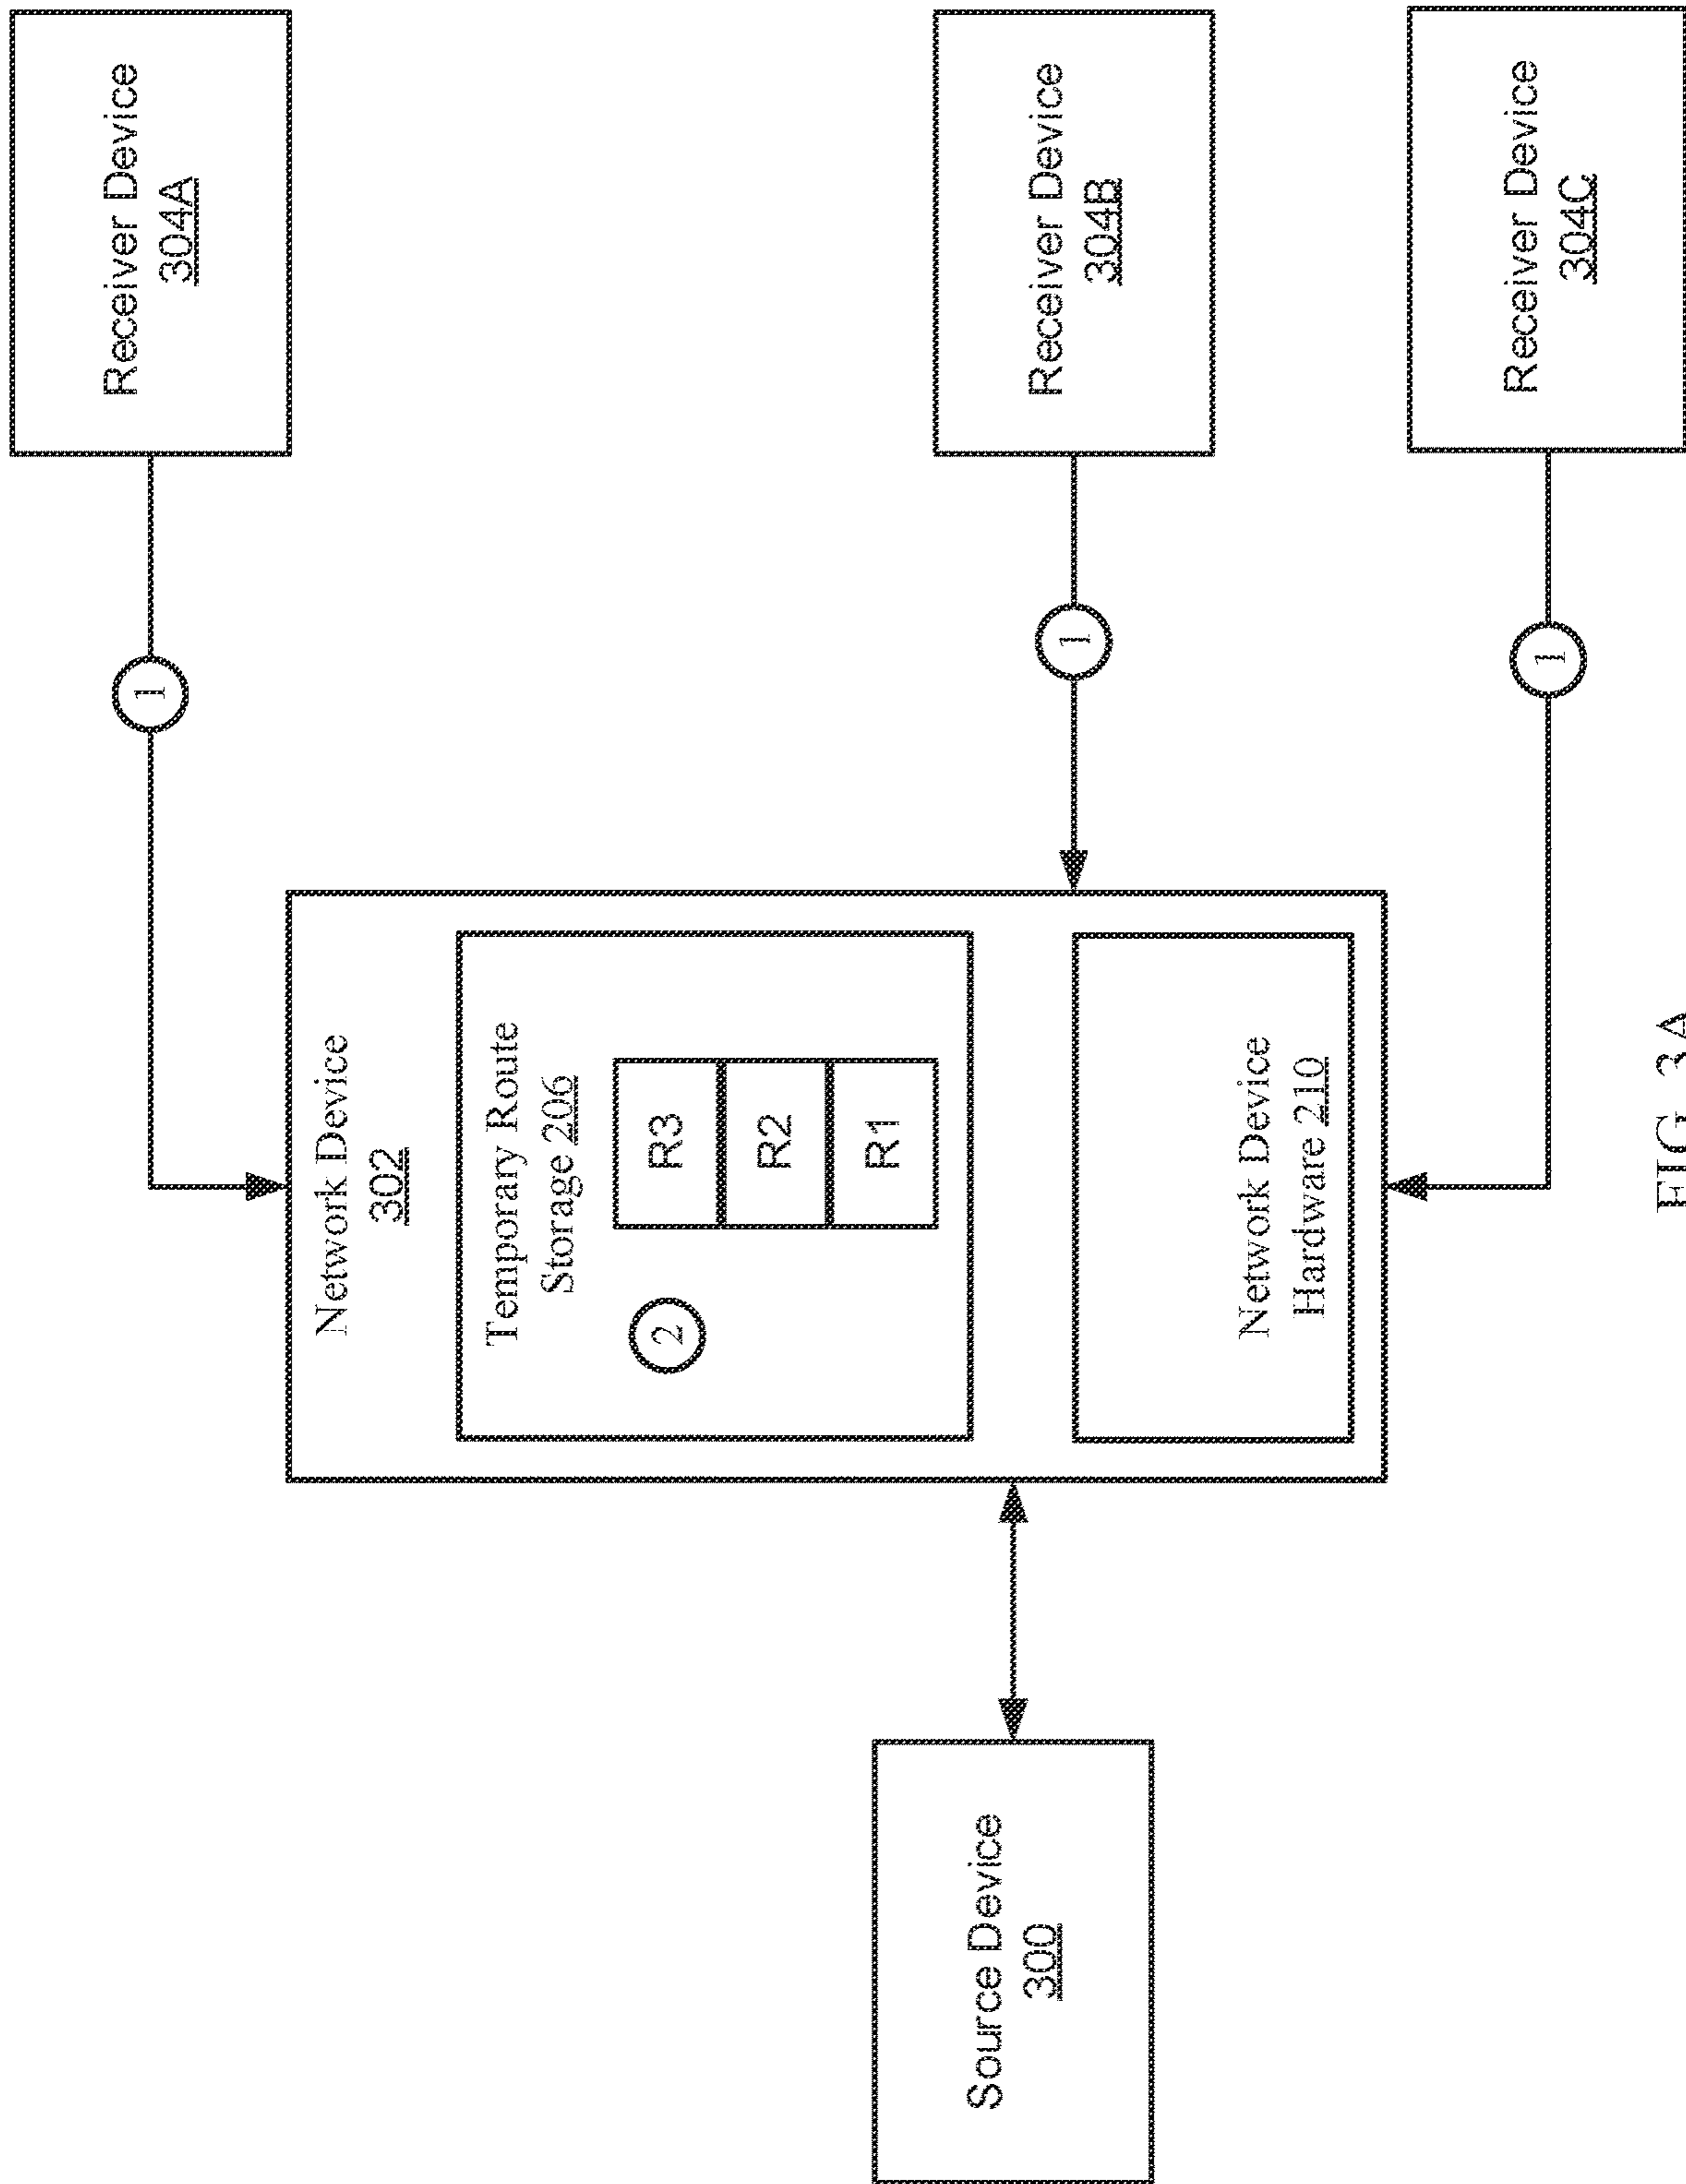 Receiver Device
304A
1
Network Device
302
Temporary Route
Storage 206
2
R3
R2
R1
Source Device
300
1
Receiver Device
304B
Network Device
Hardware 210
1
Receiver Device
304C
FIG. 3A